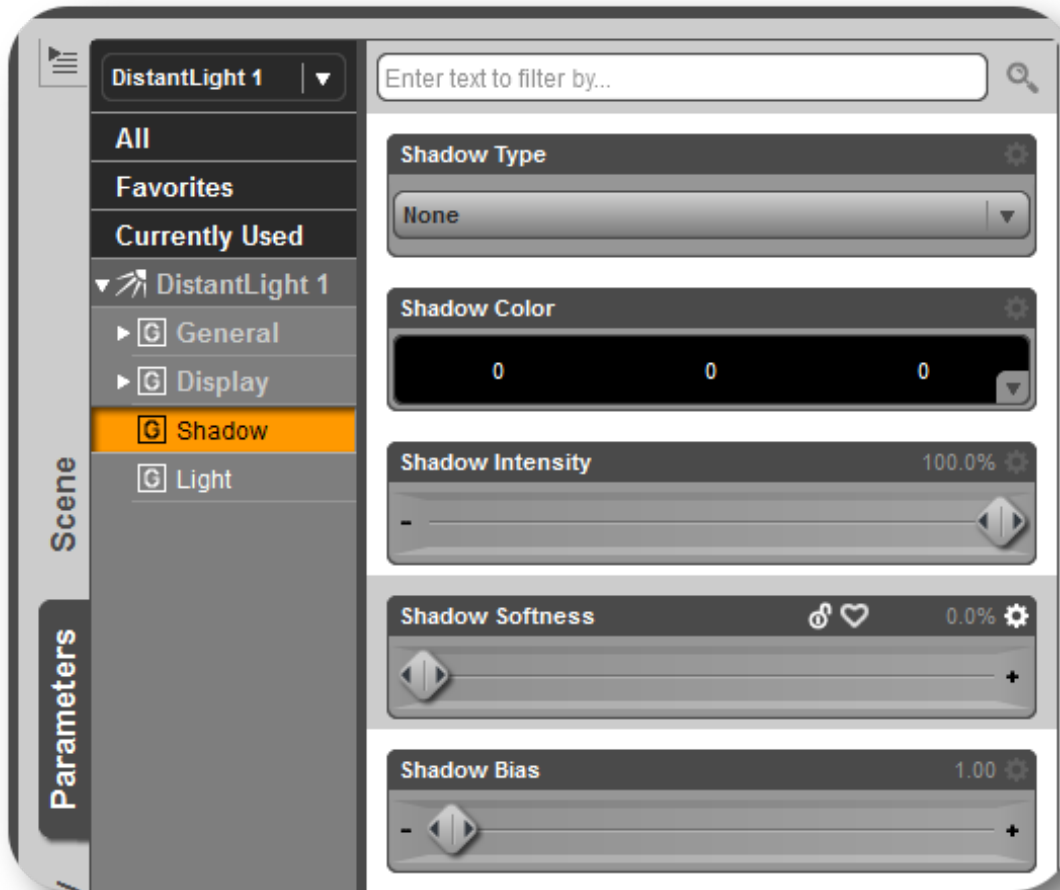 DistantLight 1
All
Favorites
Currently Used
DistantLight 1
G General
G Display
G Shadow
G Light
Scene
Parameters
Enter text to filter by...
Shadow Type
None
Shadow Color
0 0 0
Shadow Intensity 100.0%
-
Shadow Softness 0.0%
+
Shadow Bias 1.00
- +